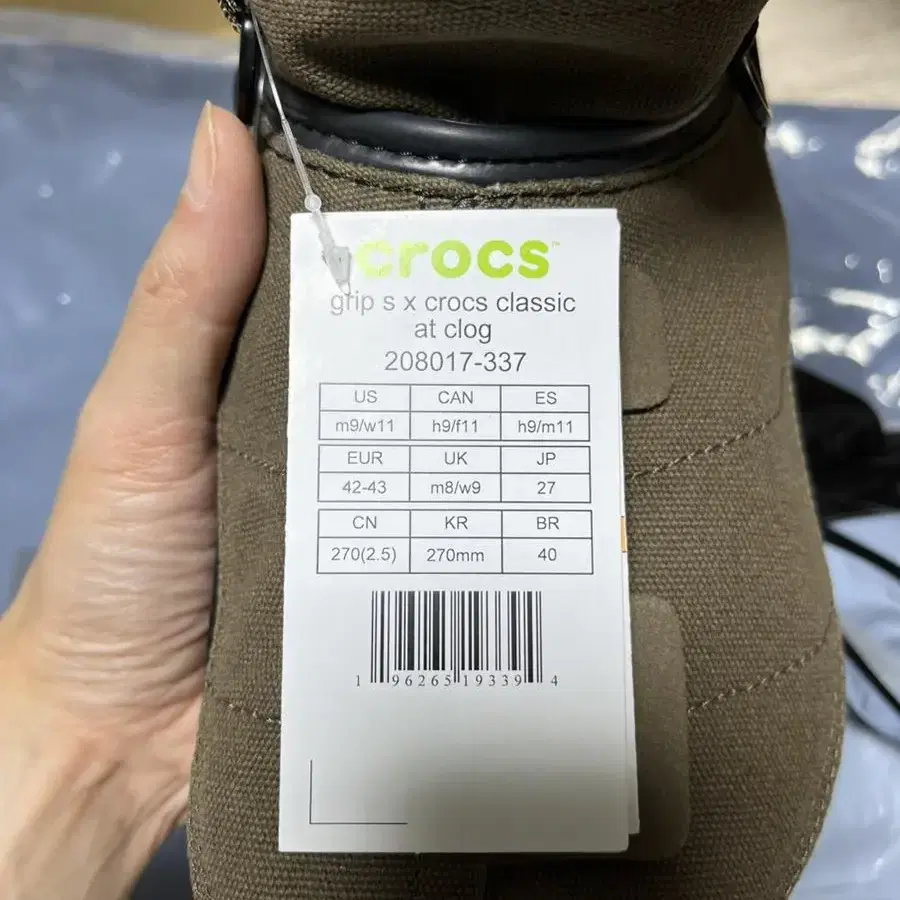 crocs™
grip s x crocs classic
at clog
208017-337
US CAN ES
m9/w11 h9/f11 h9/m11
EUR UK JP
42-43 m8/w9 27
CN KR BR
270(2.5) 270mm 40
1 96265 19339 4